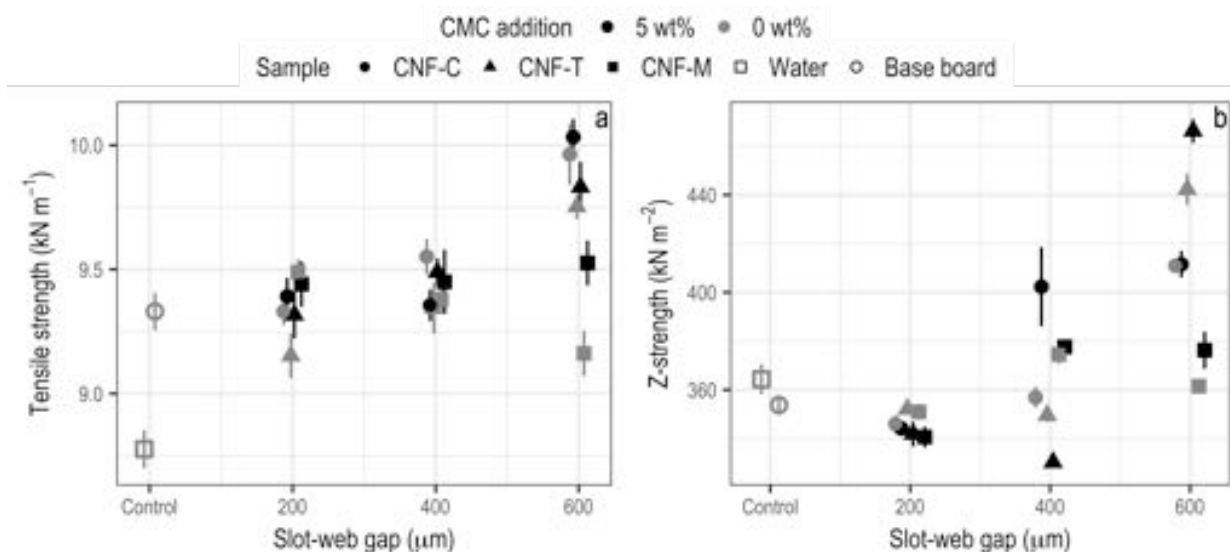 CMC addition 5 wt% 0 wt%
Sample CNF-C CNF-T CNF-M Water Base board
a
10.0
9.5
9.0
Tensile strength (kN m⁻¹)
Control 200 400 600
Slot-web gap (μm)
b
440
400
360
Z-strength (kN m⁻²)
Control 200 400 600
Slot-web gap (μm)